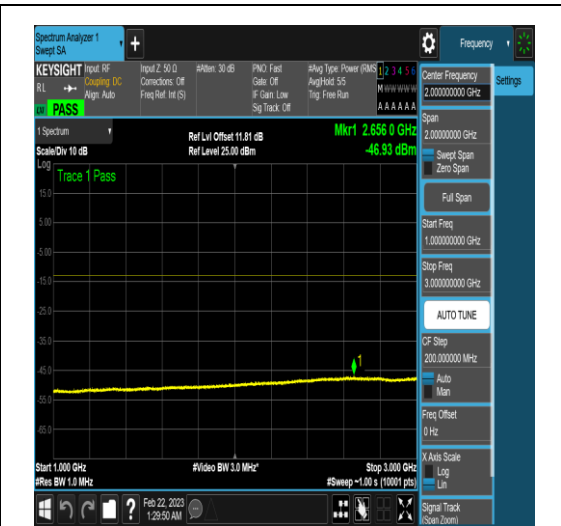 Spectrum Analyzer 1
Swept SA
+
Frequency
KEYSIGHT
RL
Input: RF
Coupling: DC
Align: Auto
Input Z: 50 Ω
Corrections: Off
Freq Ref: Int (S)
#Atten: 30 dB
PNO: Fast
Gate: Off
IF Gain: Low
Sig Track: Off
#Avg Type: Power (RMS
Avg|Hold: 5/5
Trig: Free Run
1 2 3 4 5 6
M W W W W W
A A A A A A
PASS
1 Spectrum
Scale/Div 10 dB
Ref Lvl Offset 11.81 dB
Ref Level 25.00 dBm
Mkr1 2.656 0 GHz
-46.93 dBm
Log
Trace 1 Pass
15.0
5.00
-5.00
-15.0
-25.0
-35.0
-45.0
-55.0
-65.0
1
Start 1.000 GHz
#Res BW 1.0 MHz
#Video BW 3.0 MHz*
Stop 3.000 GHz
#Sweep ~1.00 s (10001 pts)
Feb 22, 2023
1:29:50 AM
Settings
Center Frequency
2.000000000 GHz
Span
2.00000000 GHz
Swept Span
Zero Span
Full Span
Start Freq
1.000000000 GHz
Stop Freq
3.000000000 GHz
AUTO TUNE
CF Step
200.000000 MHz
Auto
Man
Freq Offset
0 Hz
X Axis Scale
Log
Lin
Signal Track
(Span Zoom)